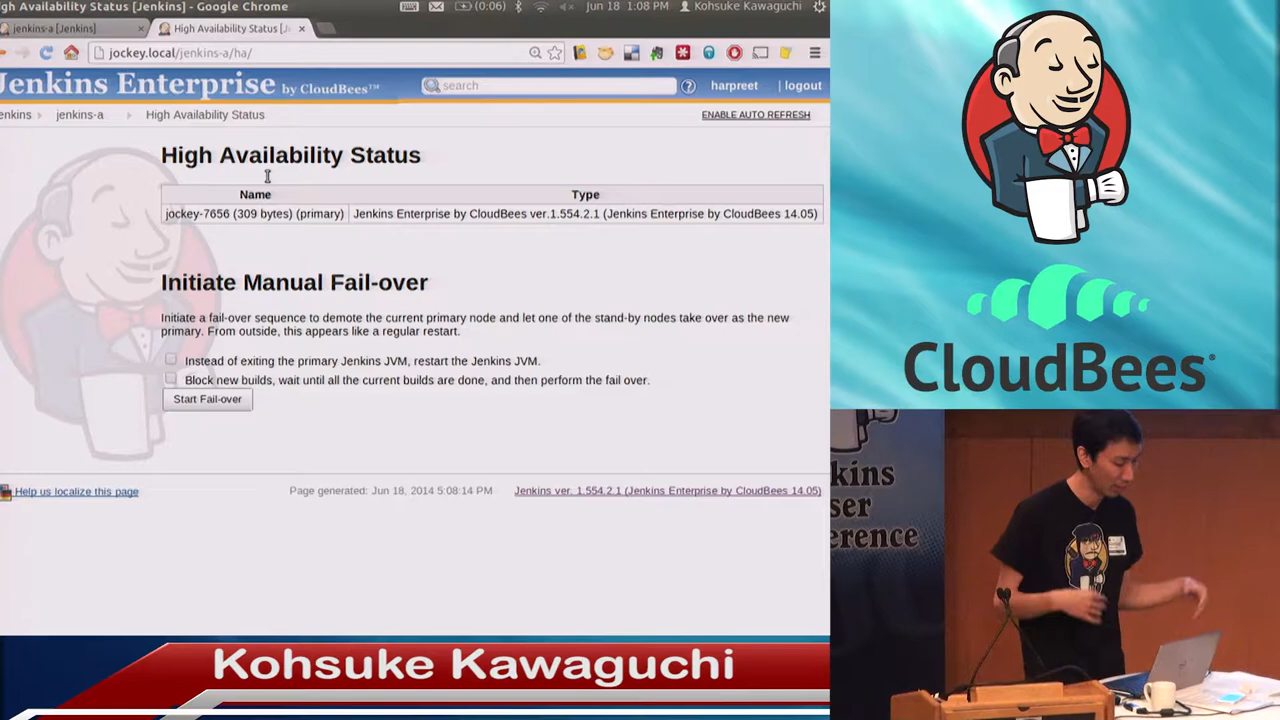 gh Availability Status [Jenkins] - Google Chrome
(0:06)
Jun 18 1:08 PM
Kohsuke Kawaguchi
jenkins-a [Jenkins]
High Availability Status [Je
jockey.local/jenkins-a/ha/
Jenkins Enterprise by CloudBees™
search
harpreet
| logout
enkins
jenkins-a
High Availability Status
ENABLE AUTO REFRESH
High Availability Status
Name
Type
jockey-7656 (309 bytes) (primary)
Jenkins Enterprise by CloudBees ver.1.554.2.1 (Jenkins Enterprise by CloudBees 14.05)
Initiate Manual Fail-over
Initiate a fail-over sequence to demote the current primary node and let one of the stand-by nodes take over as the new
primary. From outside, this appears like a regular restart.
Instead of exiting the primary Jenkins JVM, restart the Jenkins JVM.
Block new builds, wait until all the current builds are done, and then perform the fail over.
Start Fail-over
Help us localize this page
Page generated: Jun 18, 2014 5:08:14 PM
Jenkins ver. 1.554.2.1 (Jenkins Enterprise by CloudBees 14.05)
Kohsuke Kawaguchi
CloudBees
kins
ser
erence